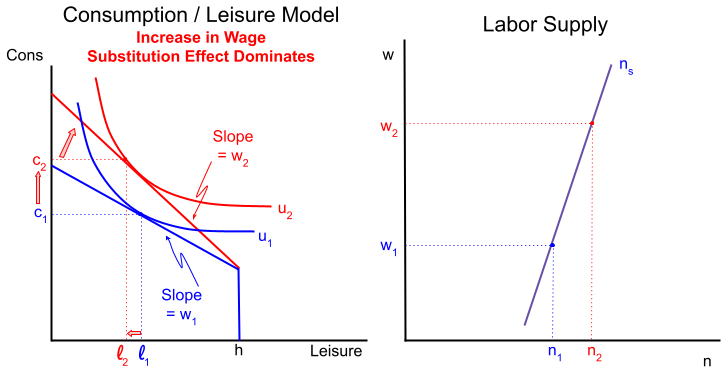 Consumption / Leisure Model
Increase in Wage
Substitution Effect Dominates
Cons
Slope
= w₂
c₂
c₁
u₂
u₁
Slope
= w₁
ℓ₂
ℓ₁
h
Leisure
Labor Supply
w
nₛ
w₂
w₁
n₁
n₂
n